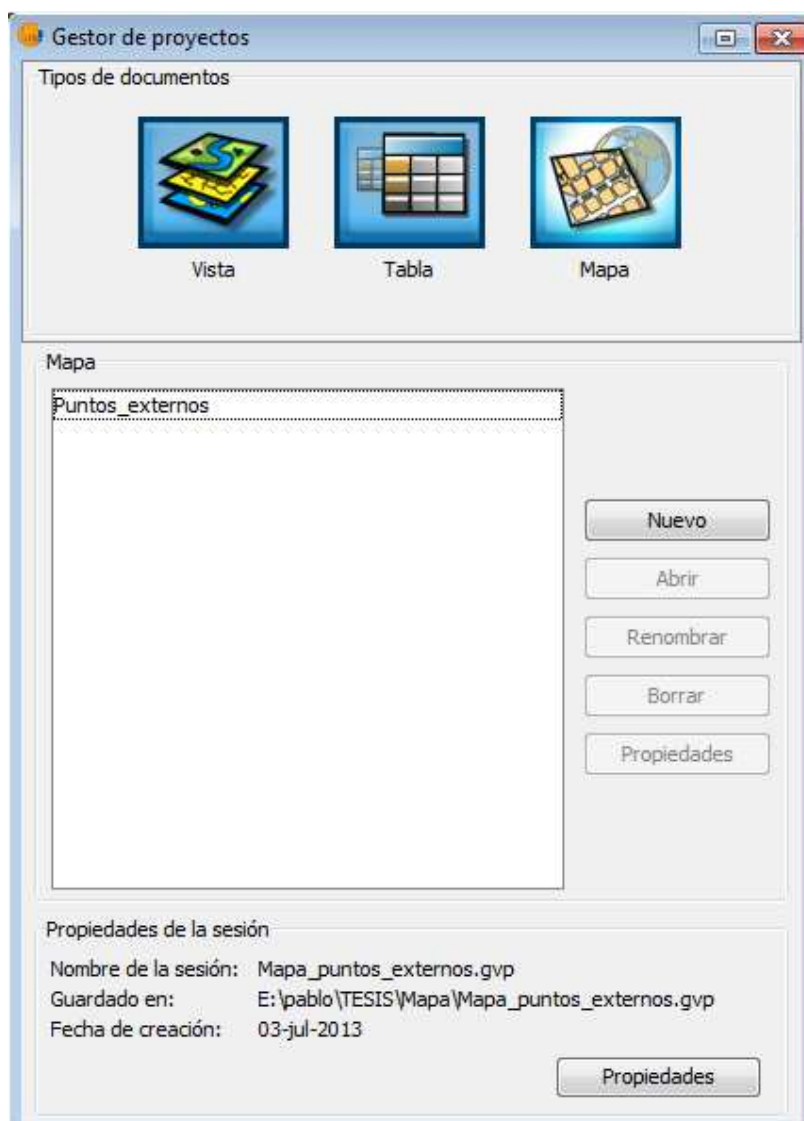 Gestor de proyectos
Tipos de documentos
Vista
Tabla
Mapa
Mapa
Puntos_externos
Nuevo
Abrir
Renombrar
Borrar
Propiedades
Propiedades de la sesión
Nombre de la sesión: Mapa_puntos_externos.gvp
Guardado en: E:\pablo\TESIS\Mapa\Mapa_puntos_externos.gvp
Fecha de creación: 03-jul-2013
Propiedades